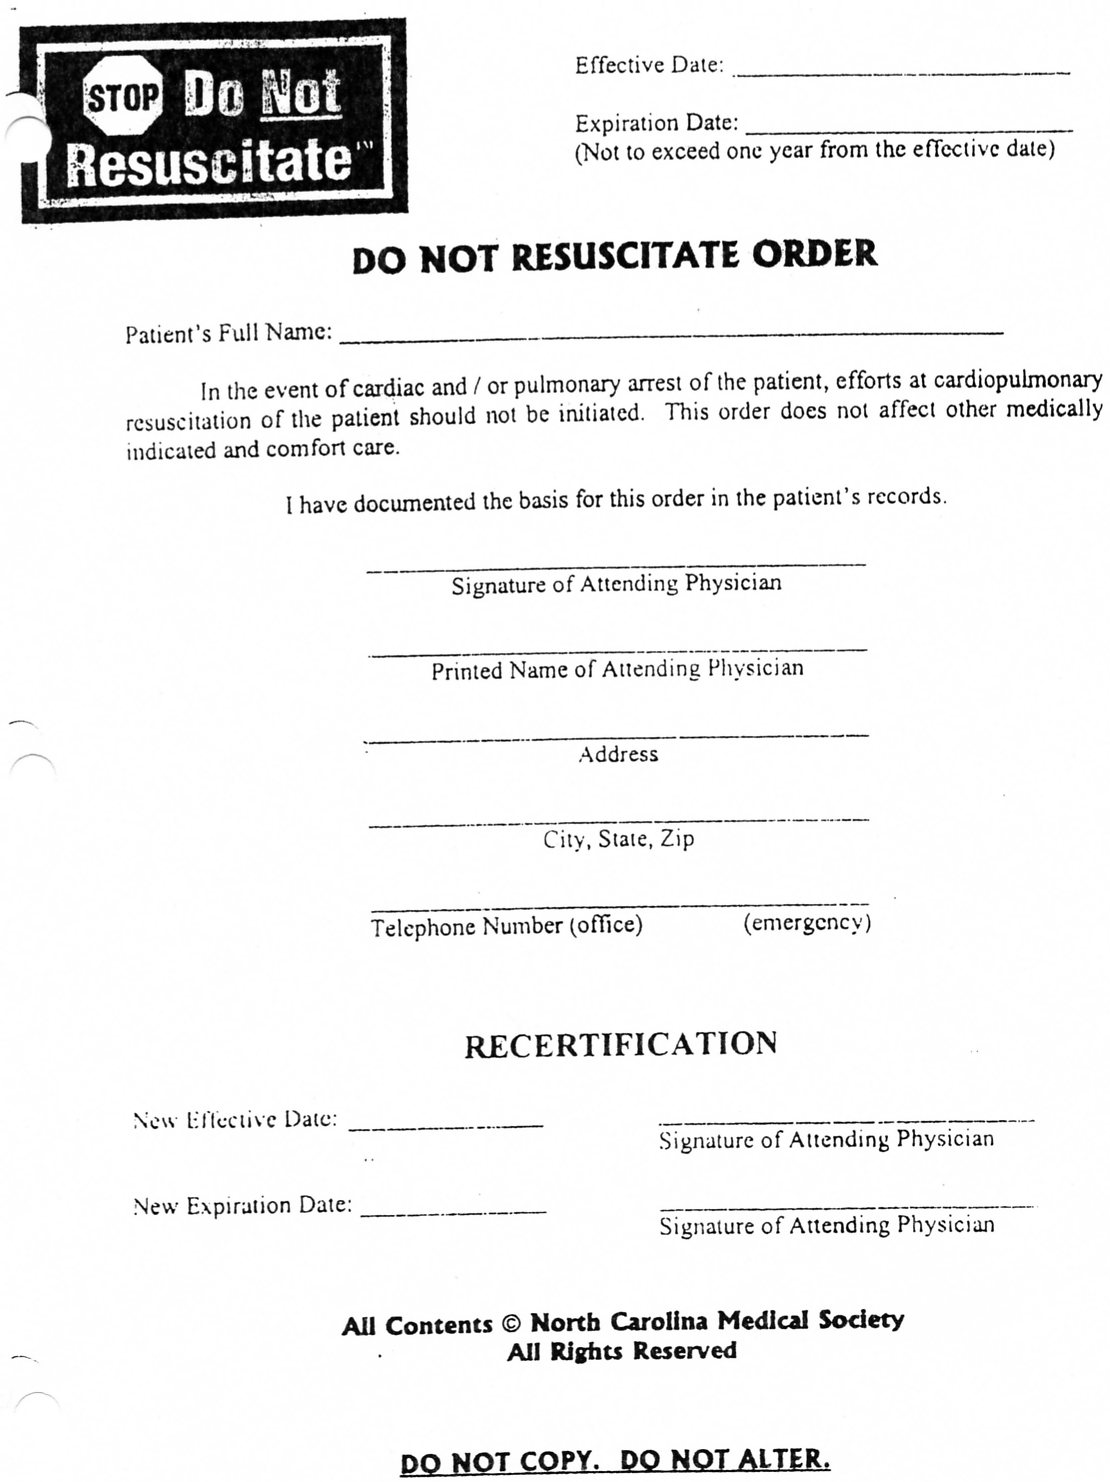 STOP Do Not
Resuscitate™
Effective Date:
Expiration Date:
(Not to exceed one year from the effective date)
DO NOT RESUSCITATE ORDER
Patient's Full Name:
In the event of cardiac and / or pulmonary arrest of the patient, efforts at cardiopulmonary
resuscitation of the patient should not be initiated. This order does not affect other medically
indicated and comfort care.
I have documented the basis for this order in the patient's records.
Signature of Attending Physician
Printed Name of Attending Physician
Address
City, State, Zip
Telephone Number (office) (emergency)
RECERTIFICATION
New Effective Date:
Signature of Attending Physician
New Expiration Date:
Signature of Attending Physician
All Contents © North Carolina Medical Society
All Rights Reserved
DO NOT COPY. DO NOT ALTER.